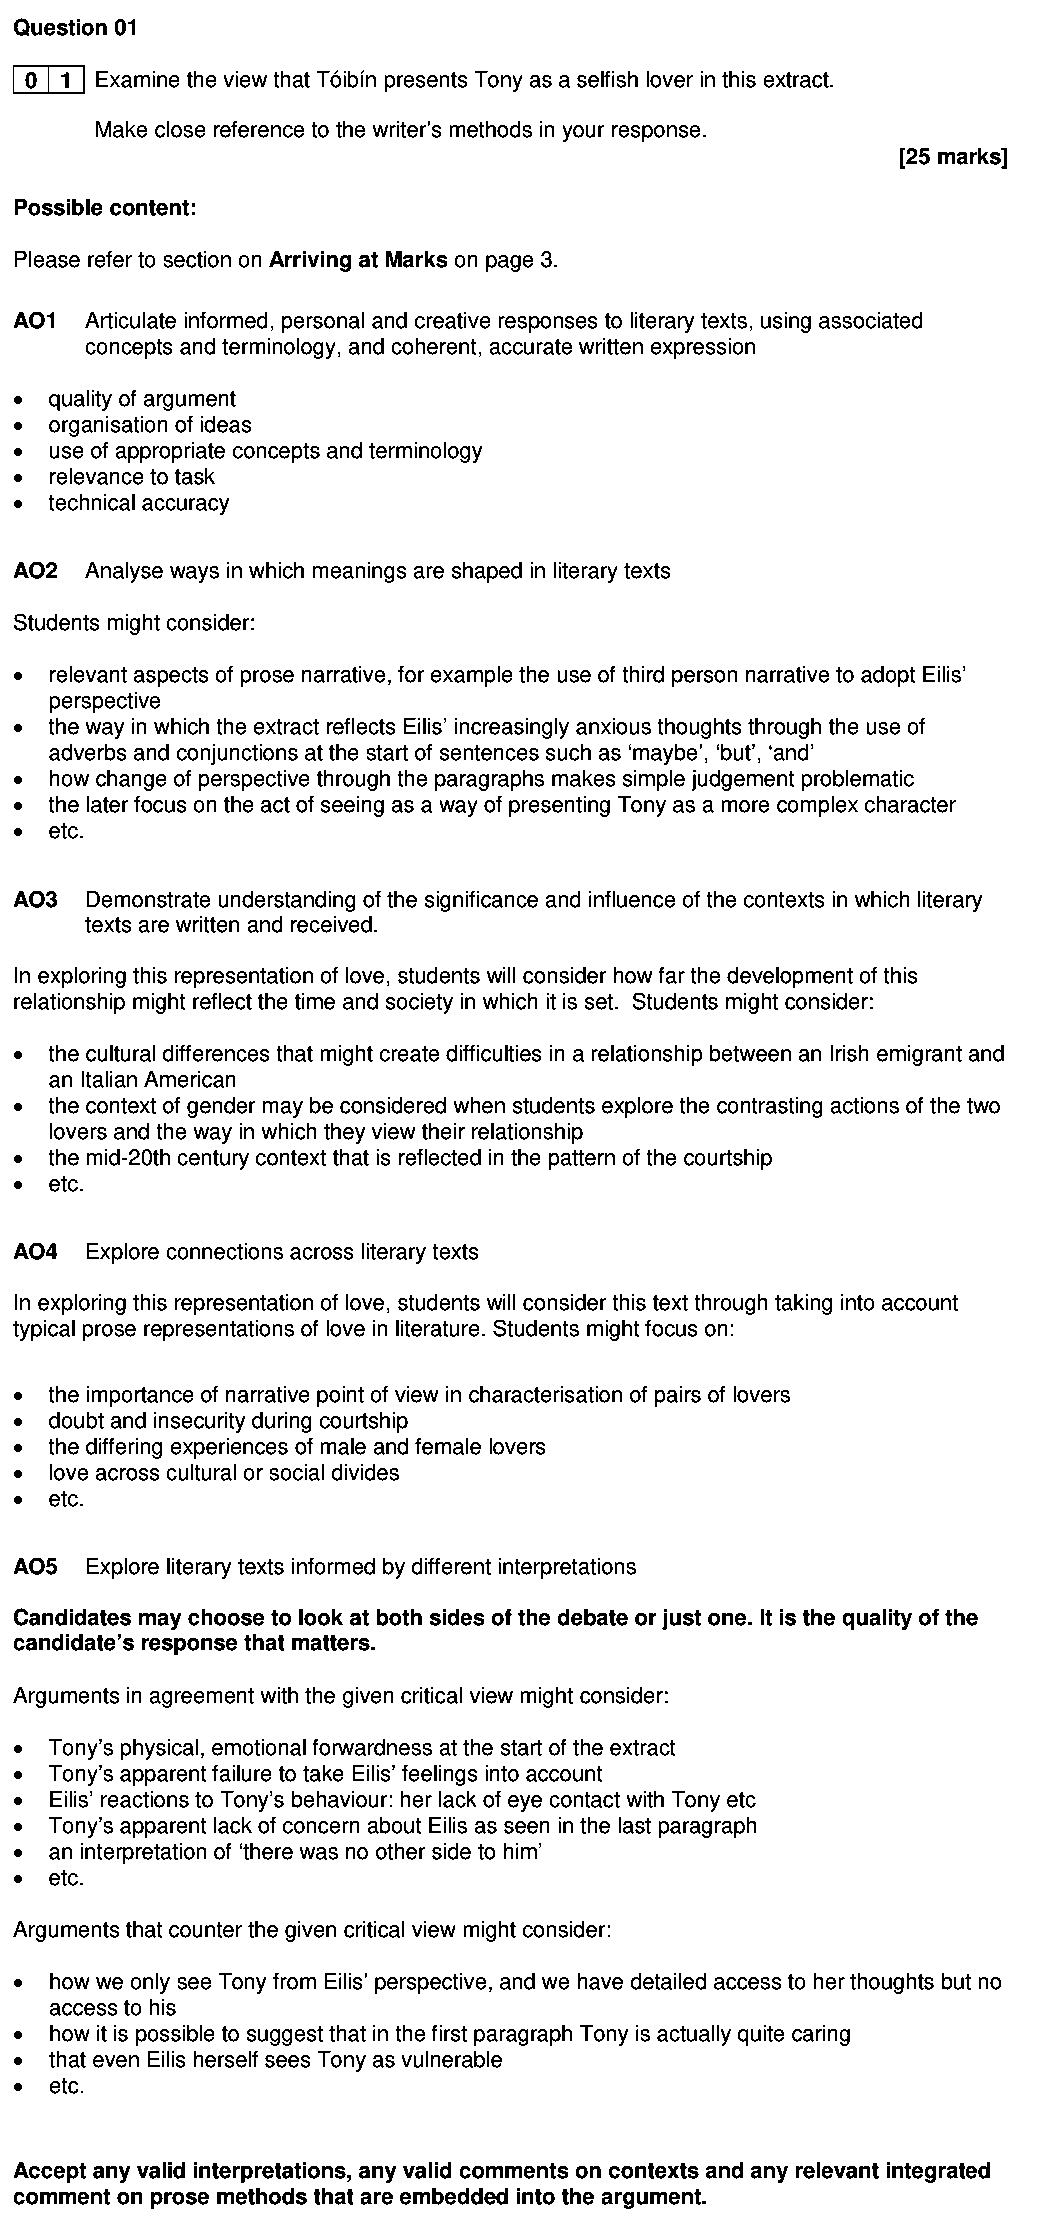 Question 01
0 1 Examine the view that Tóibín presents Tony as a selfish lover in this extract.
Make close reference to the writer's methods in your response.
[25 marks]
Possible content:
Please refer to section on Arriving at Marks on page 3.
AO1 Articulate informed, personal and creative responses to literary texts, using associated
concepts and terminology, and coherent, accurate written expression
• quality of argument
• organisation of ideas
• use of appropriate concepts and terminology
• relevance to task
• technical accuracy
AO2 Analyse ways in which meanings are shaped in literary texts
Students might consider:
• relevant aspects of prose narrative, for example the use of third person narrative to adopt Eilis'
perspective
• the way in which the extract reflects Eilis' increasingly anxious thoughts through the use of
adverbs and conjunctions at the start of sentences such as 'maybe', 'but', 'and'
• how change of perspective through the paragraphs makes simple judgement problematic
• the later focus on the act of seeing as a way of presenting Tony as a more complex character
• etc.
AO3 Demonstrate understanding of the significance and influence of the contexts in which literary
texts are written and received.
In exploring this representation of love, students will consider how far the development of this
relationship might reflect the time and society in which it is set.  Students might consider:
• the cultural differences that might create difficulties in a relationship between an Irish emigrant and
an Italian American
• the context of gender may be considered when students explore the contrasting actions of the two
lovers and the way in which they view their relationship
• the mid-20th century context that is reflected in the pattern of the courtship
• etc.
AO4 Explore connections across literary texts
In exploring this representation of love, students will consider this text through taking into account
typical prose representations of love in literature. Students might focus on:
• the importance of narrative point of view in characterisation of pairs of lovers
• doubt and insecurity during courtship
• the differing experiences of male and female lovers
• love across cultural or social divides
• etc.
AO5 Explore literary texts informed by different interpretations
Candidates may choose to look at both sides of the debate or just one. It is the quality of the
candidate's response that matters.
Arguments in agreement with the given critical view might consider:
• Tony's physical, emotional forwardness at the start of the extract
• Tony's apparent failure to take Eilis' feelings into account
• Eilis' reactions to Tony's behaviour: her lack of eye contact with Tony etc
• Tony's apparent lack of concern about Eilis as seen in the last paragraph
• an interpretation of 'there was no other side to him'
• etc.
Arguments that counter the given critical view might consider:
• how we only see Tony from Eilis' perspective, and we have detailed access to her thoughts but no
access to his
• how it is possible to suggest that in the first paragraph Tony is actually quite caring
• that even Eilis herself sees Tony as vulnerable
• etc.
Accept any valid interpretations, any valid comments on contexts and any relevant integrated
comment on prose methods that are embedded into the argument.